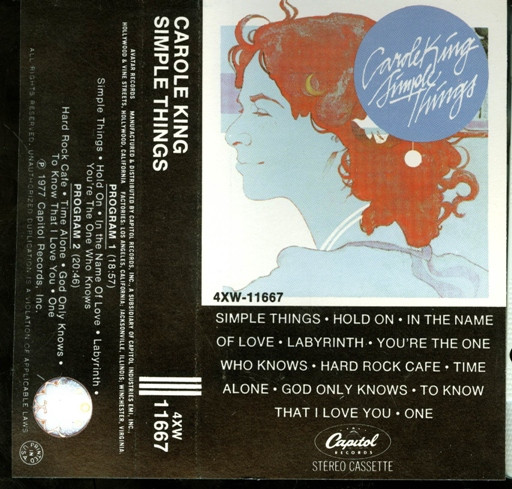 Carole King
Simple
Things
4XW-11667
SIMPLE THINGS • HOLD ON • IN THE NAME
OF LOVE • LABYRINTH • YOU'RE THE ONE
WHO KNOWS • HARD ROCK CAFE • TIME
ALONE • GOD ONLY KNOWS • TO KNOW
THAT I LOVE YOU • ONE
Capitol
RECORDS
STEREO CASSETTE
CAROLE KING
SIMPLE THINGS
4XW
11667
AVATAR RECORDS MANUFACTURED & DISTRIBUTED BY CAPITOL RECORDS, INC., A SUBSIDIARY OF CAPITOL INDUSTRIES EMI, INC.,
HOLLYWOOD & VINE STREETS, HOLLYWOOD, CALIFORNIA. FACTORIES: LOS ANGELES, CALIFORNIA; JACKSONVILLE, ILLINOIS; WINCHESTER, VIRGINIA.
PROGRAM 1 (18:57)
Simple Things • Hold On • In the Name Of Love • Labyrinth •
You're The One Who Knows
PROGRAM 2 (20:46)
Hard Rock Cafe • Time Alone • God Only Knows •
To Know That I Love You • One
℗ 1977 Capitol Records, Inc.
ALL RIGHTS RESERVED. UNAUTHORIZED DUPLICATION IS A VIOLATION OF APPLICABLE LAWS
PRINTED
IN
U.S.A.